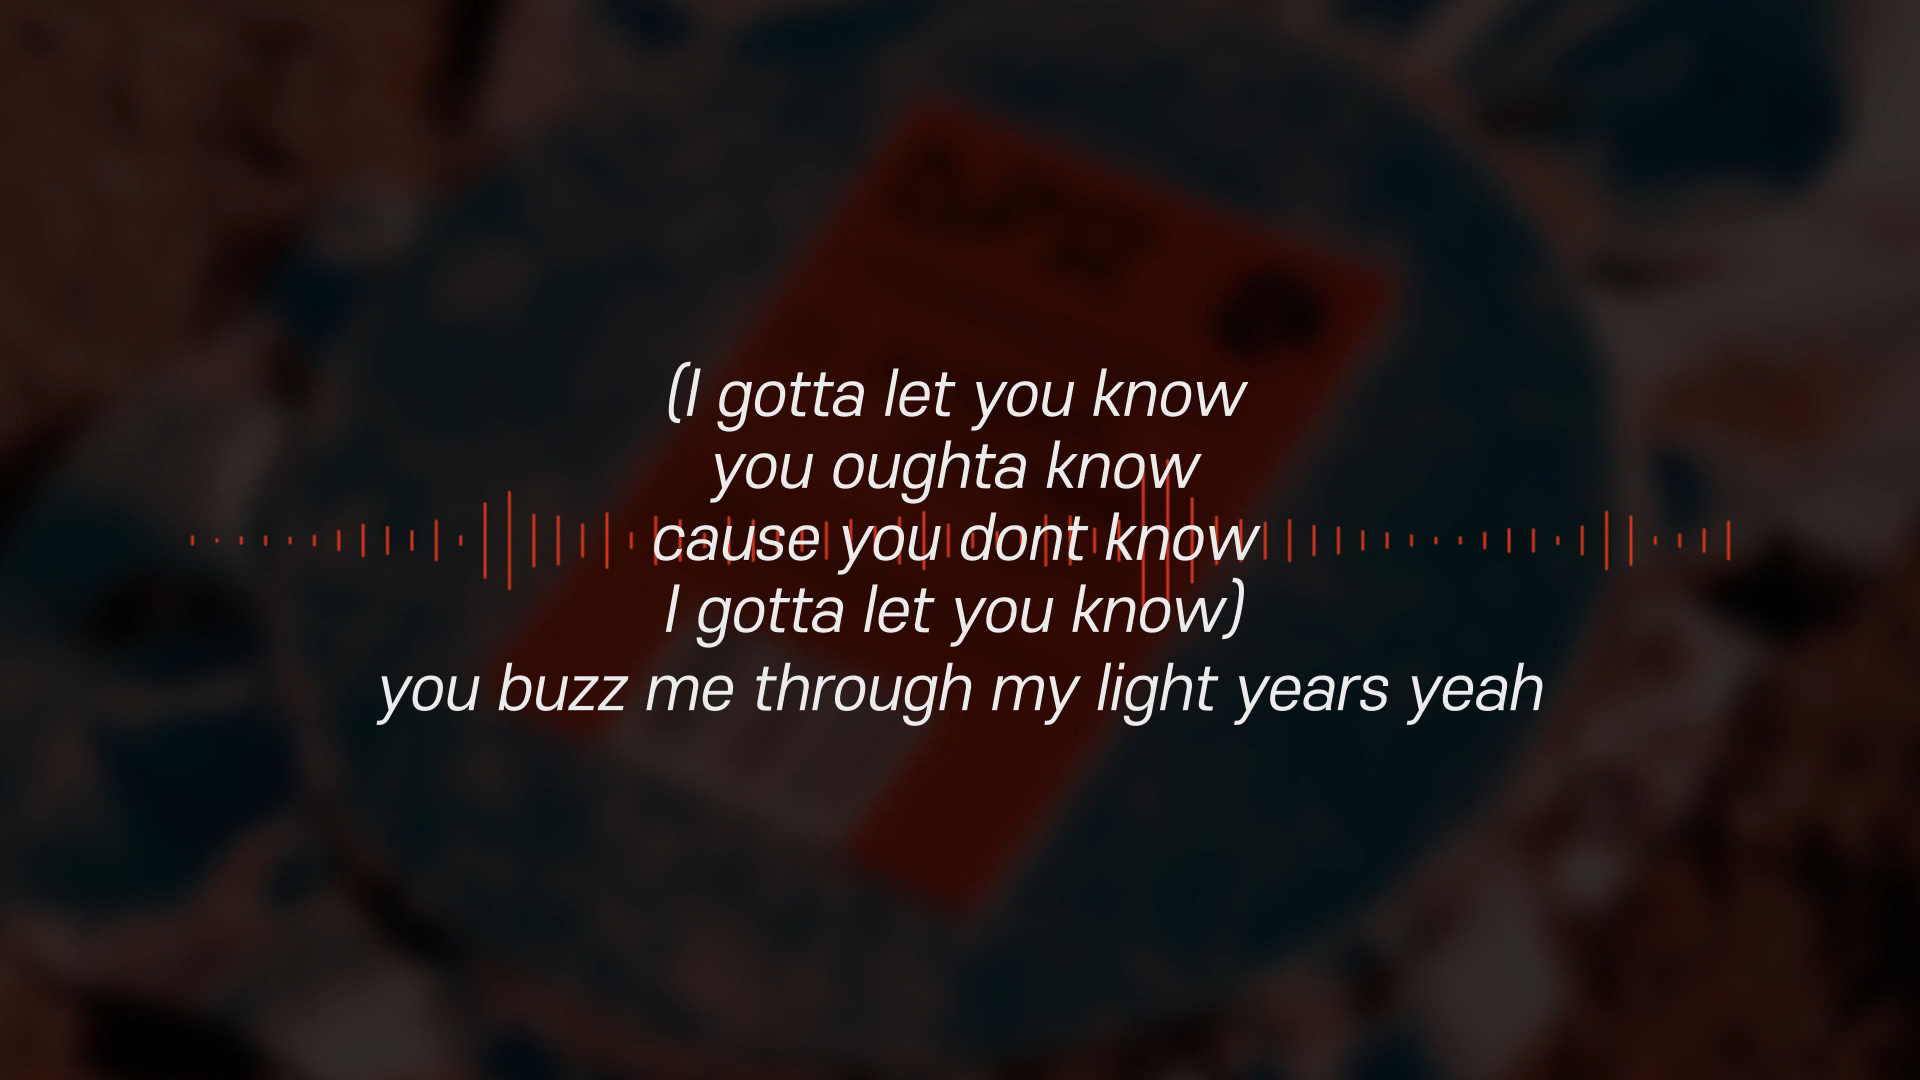 (I gotta let you know
you oughta know
cause you dont know
I gotta let you know)
you buzz me through my light years yeah